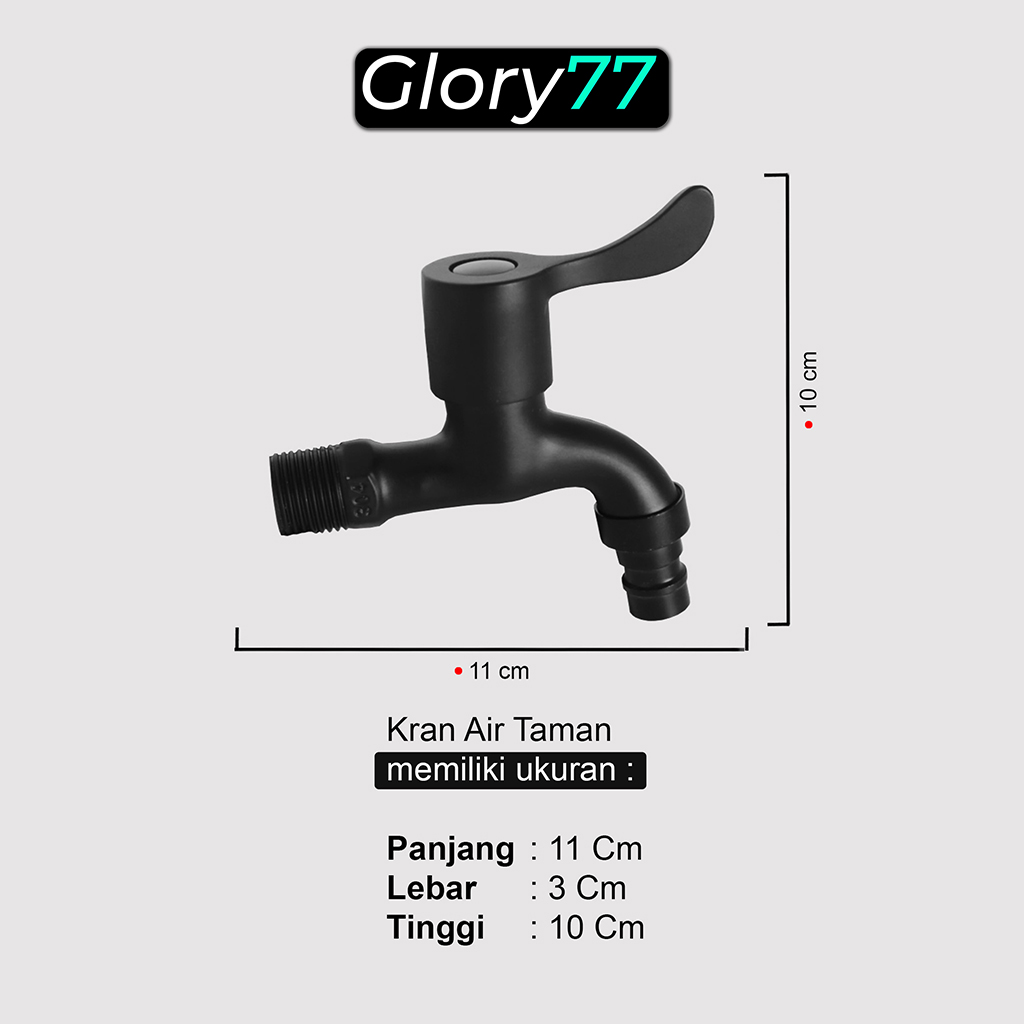 Glory77
• 10 cm
• 11 cm
Kran Air Taman
memiliki ukuran :
Panjang : 11 Cm
Lebar : 3 Cm
Tinggi : 10 Cm